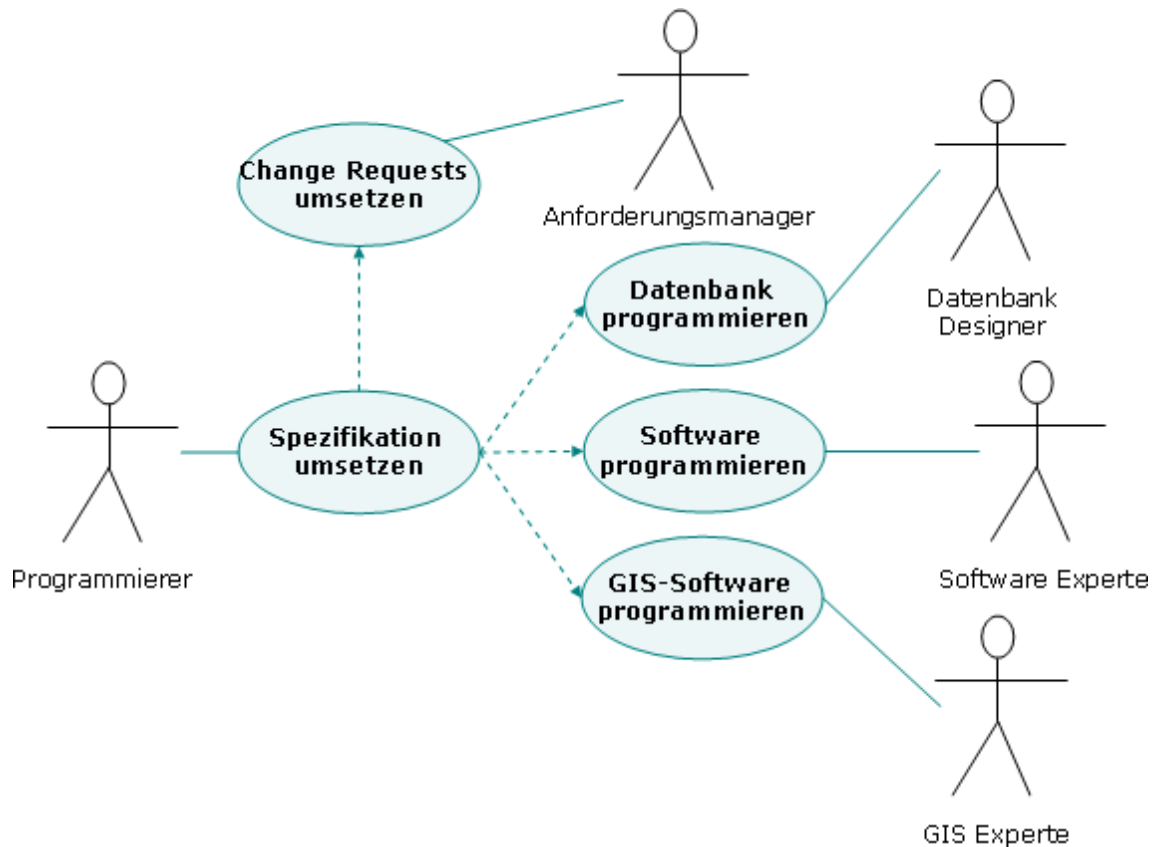 Change Requests
umsetzen
Anforderungsmanager
Datenbank
programmieren
Datenbank
Designer
Spezifikation
umsetzen
Software
programmieren
Programmierer
Software Experte
GIS-Software
programmieren
GIS Experte